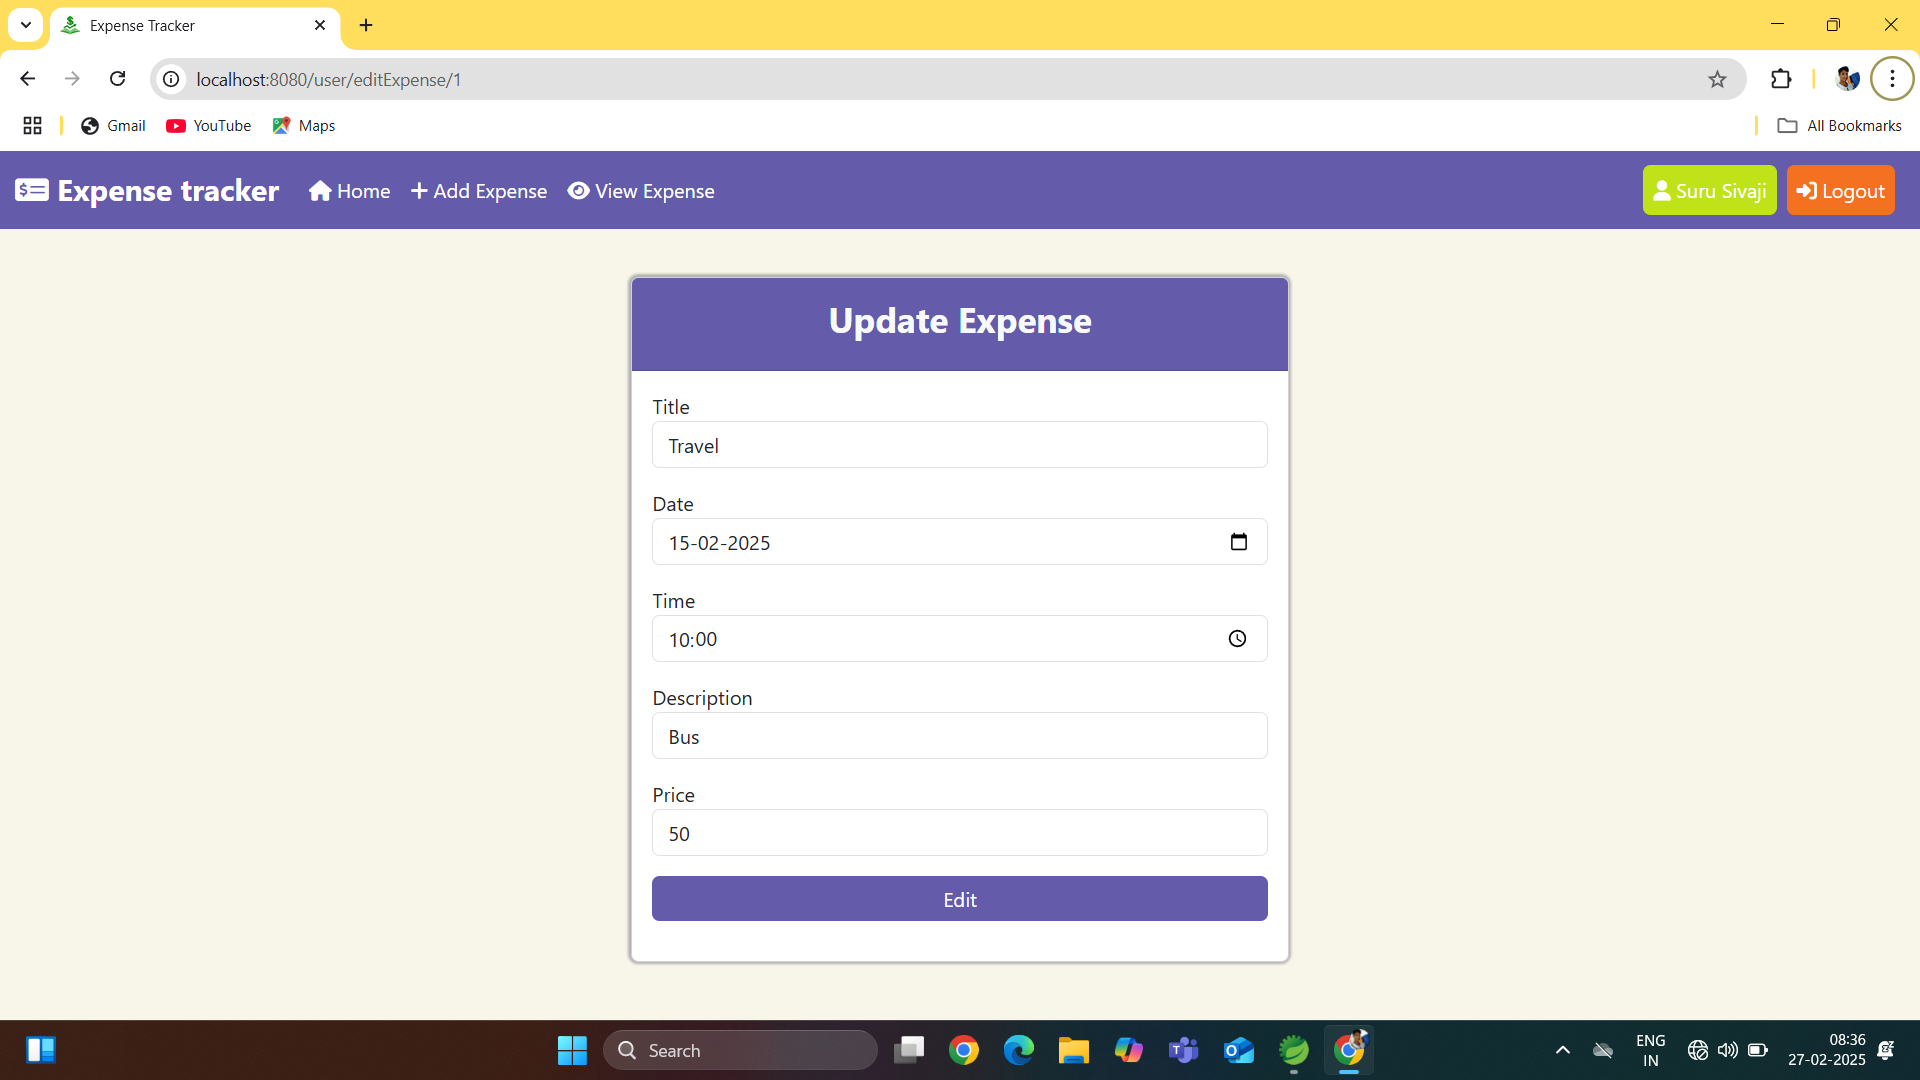 Expense Tracker
localhost:8080/user/editExpense/1
Gmail YouTube Maps All Bookmarks
Expense tracker Home Add Expense View Expense Suru Sivaji Logout
Update Expense
Title
Travel
Date
15-02-2025
Time
10:00
Description
Bus
Price
50
Edit
Search
ENG
IN
08:36
27-02-2025